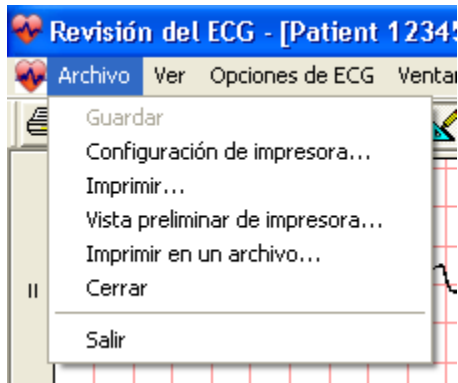 Revisión del ECG - [Patient 12345
Archivo Ver Opciones de ECG
Guardar
Configuración de impresora...
Imprimir...
Vista preliminar de impresora...
Imprimir en un archivo...
Cerrar
II
Salir